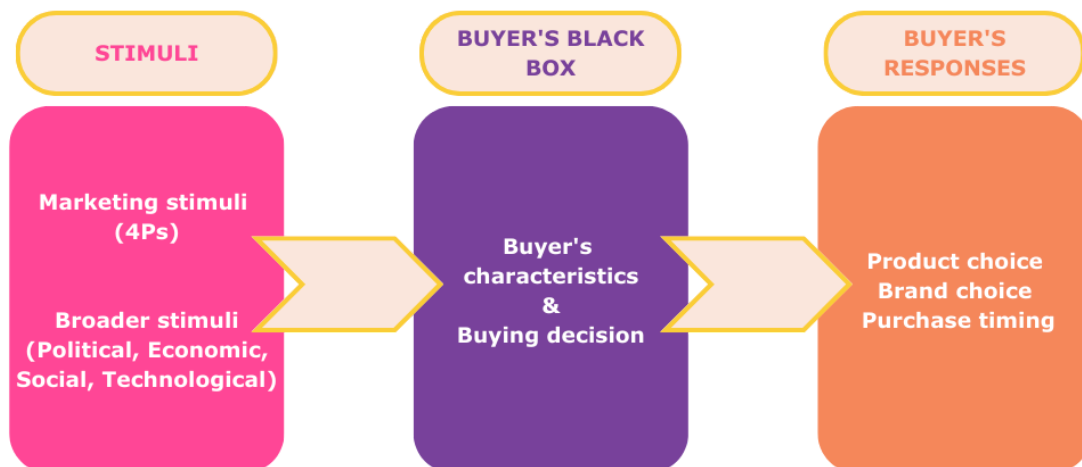 STIMULI
Marketing stimuli
(4Ps)
Broader stimuli
(Political, Economic,
Social, Technological)
BUYER'S BLACK
BOX
Buyer's
characteristics
&
Buying decision
BUYER'S
RESPONSES
Product choice
Brand choice
Purchase timing